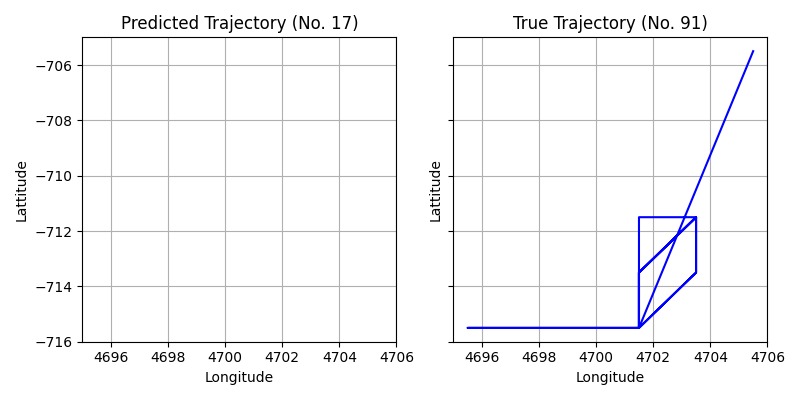 Predicted Trajectory (No. 17)
Lattitude
−706
−708
−710
−712
−714
−716
4696 4698 4700 4702 4704 4706
Longitude
True Trajectory (No. 91)
Lattitude
4696 4698 4700 4702 4704 4706
Longitude